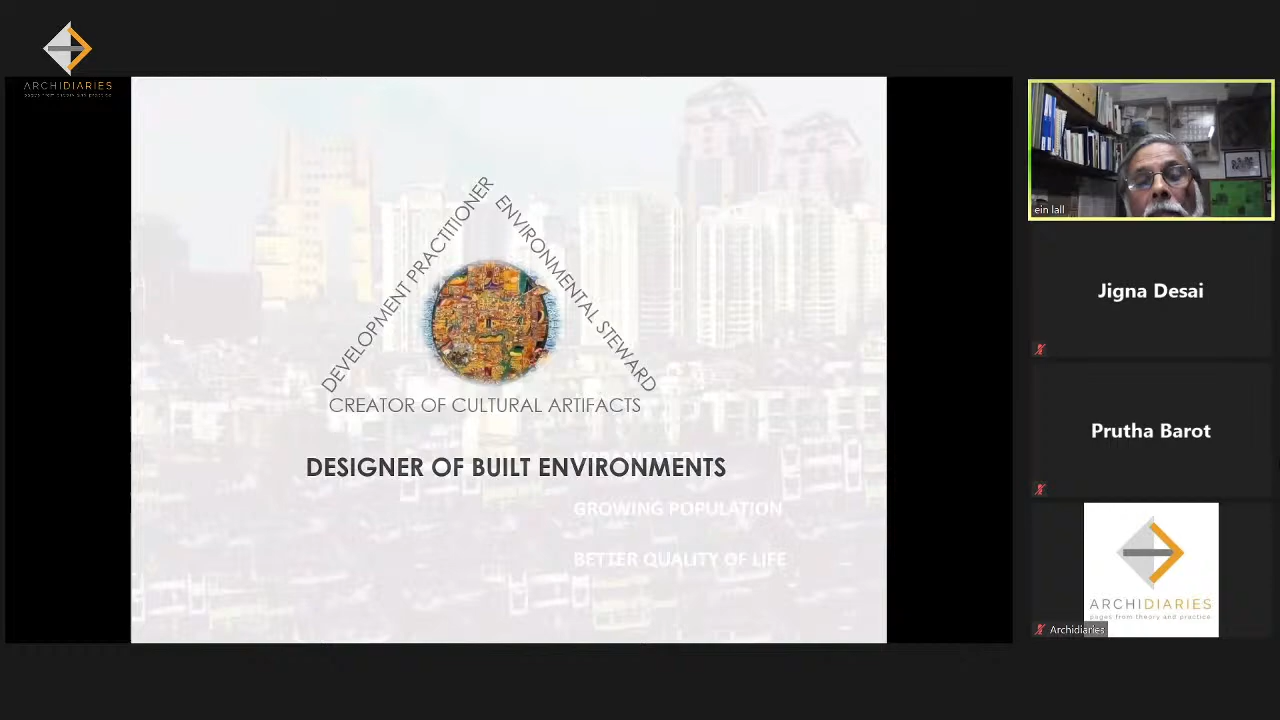 ARCHIDIARIES
DEVELOPMENT PRACTITIONER
ENVIRONMENTAL STEWARD
CREATOR OF CULTURAL ARTIFACTS
DESIGNER OF BUILT ENVIRONMENTS
GROWING POPULATION
BETTER QUALITY OF LIFE
ein lall
Jigna Desai
Prutha Barot
ARCHIDIARIES
pages from theory and practice
Archidiaries